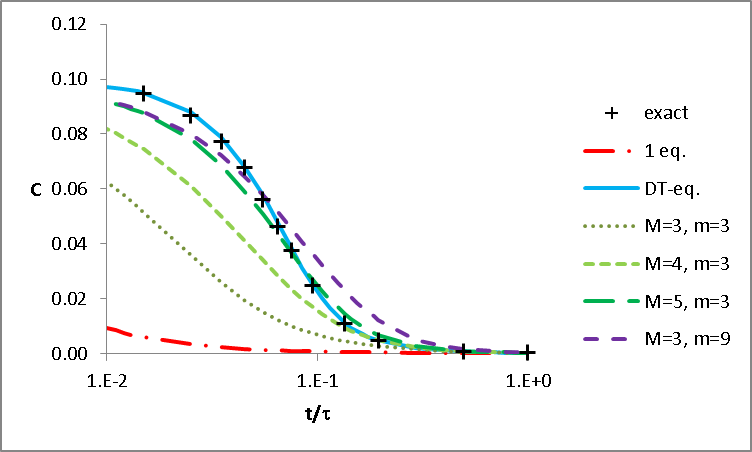 0.12
0.10
0.08
0.06
0.04
0.02
0.00
C
1.E-2
1.E-1
1.E+0
t/τ
exact
1 eq.
DT-eq.
M=3, m=3
M=4, m=3
M=5, m=3
M=3, m=9